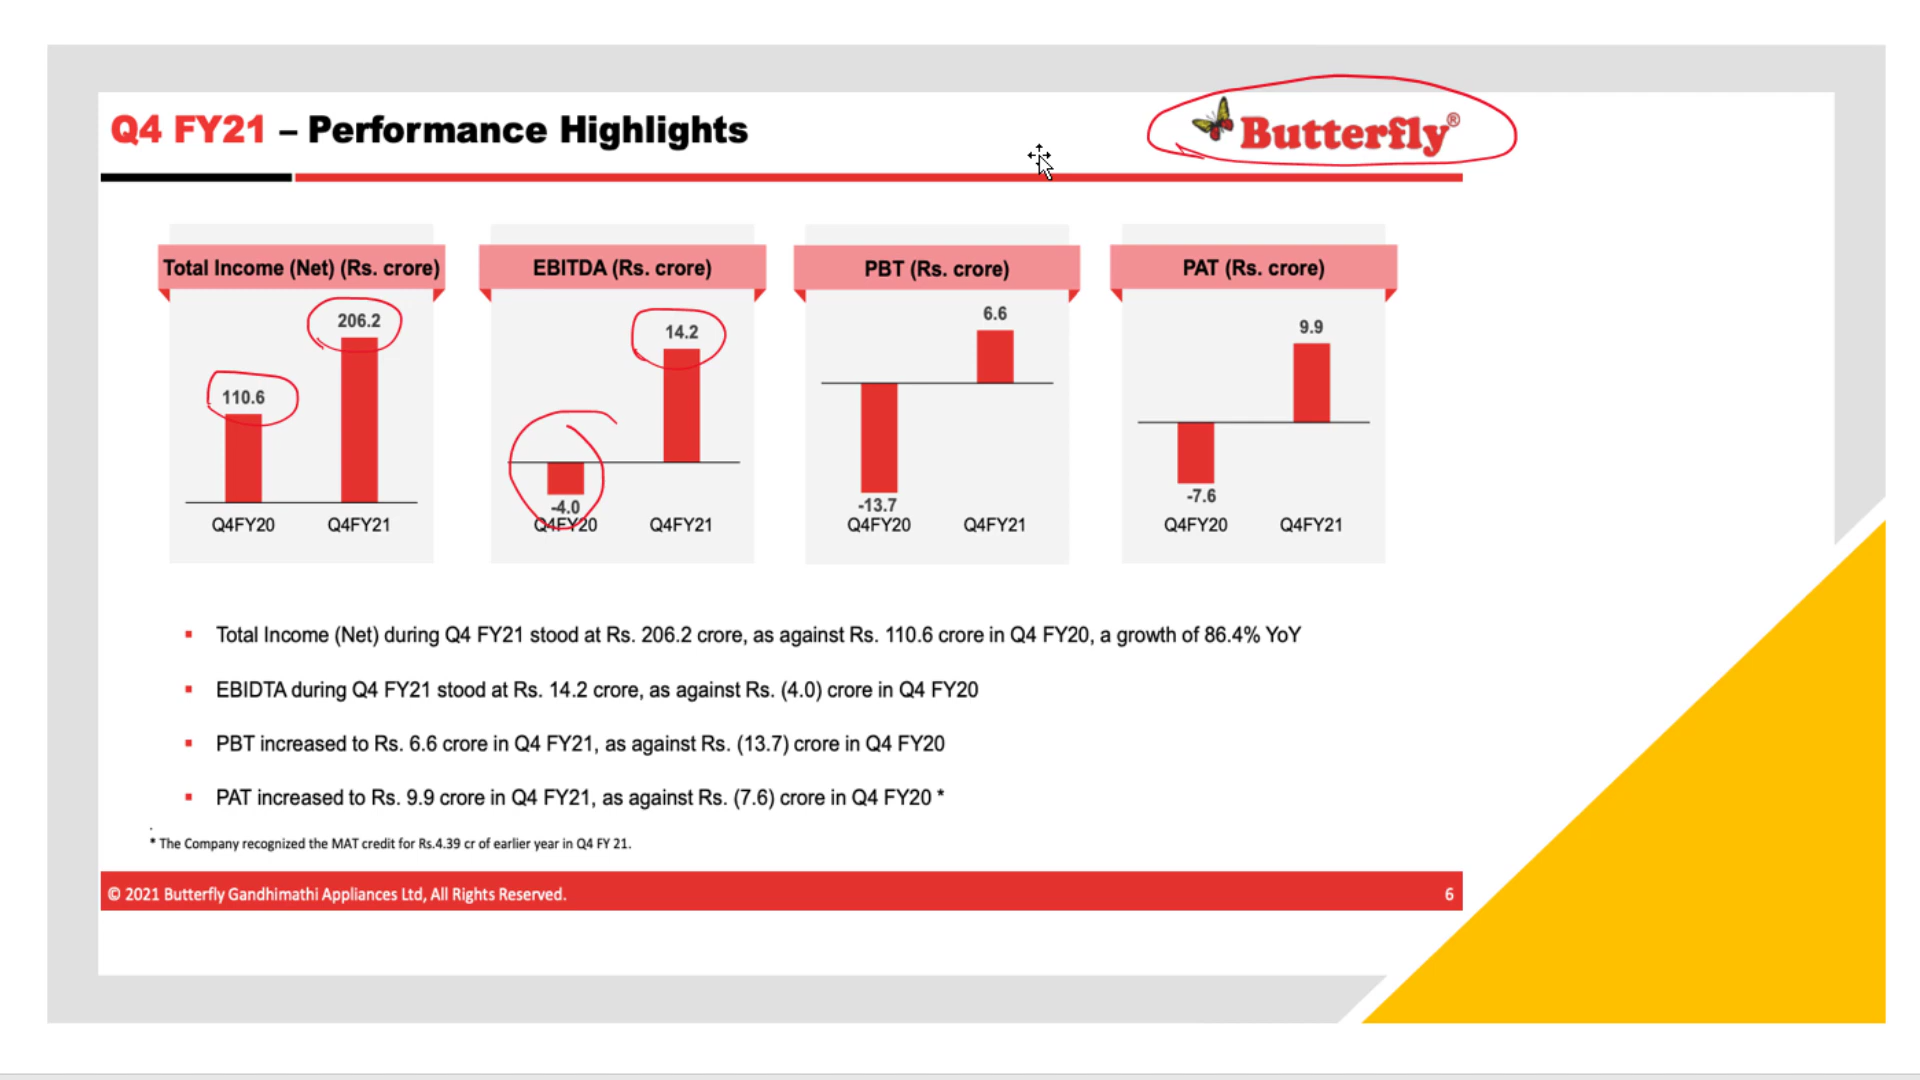 Q4 FY21 – Performance Highlights
Butterfly®
Total Income (Net) (Rs. crore)
206.2
110.6
Q4FY20 Q4FY21
EBITDA (Rs. crore)
14.2
-4.0
Q4FY20 Q4FY21
PBT (Rs. crore)
6.6
-13.7
Q4FY20 Q4FY21
PAT (Rs. crore)
9.9
-7.6
Q4FY20 Q4FY21
▪ Total Income (Net) during Q4 FY21 stood at Rs. 206.2 crore, as against Rs. 110.6 crore in Q4 FY20, a growth of 86.4% YoY
▪ EBIDTA during Q4 FY21 stood at Rs. 14.2 crore, as against Rs. (4.0) crore in Q4 FY20
▪ PBT increased to Rs. 6.6 crore in Q4 FY21, as against Rs. (13.7) crore in Q4 FY20
▪ PAT increased to Rs. 9.9 crore in Q4 FY21, as against Rs. (7.6) crore in Q4 FY20 *
.
* The Company recognized the MAT credit for Rs.4.39 cr of earlier year in Q4 FY 21.
© 2021 Butterfly Gandhimathi Appliances Ltd, All Rights Reserved. 6